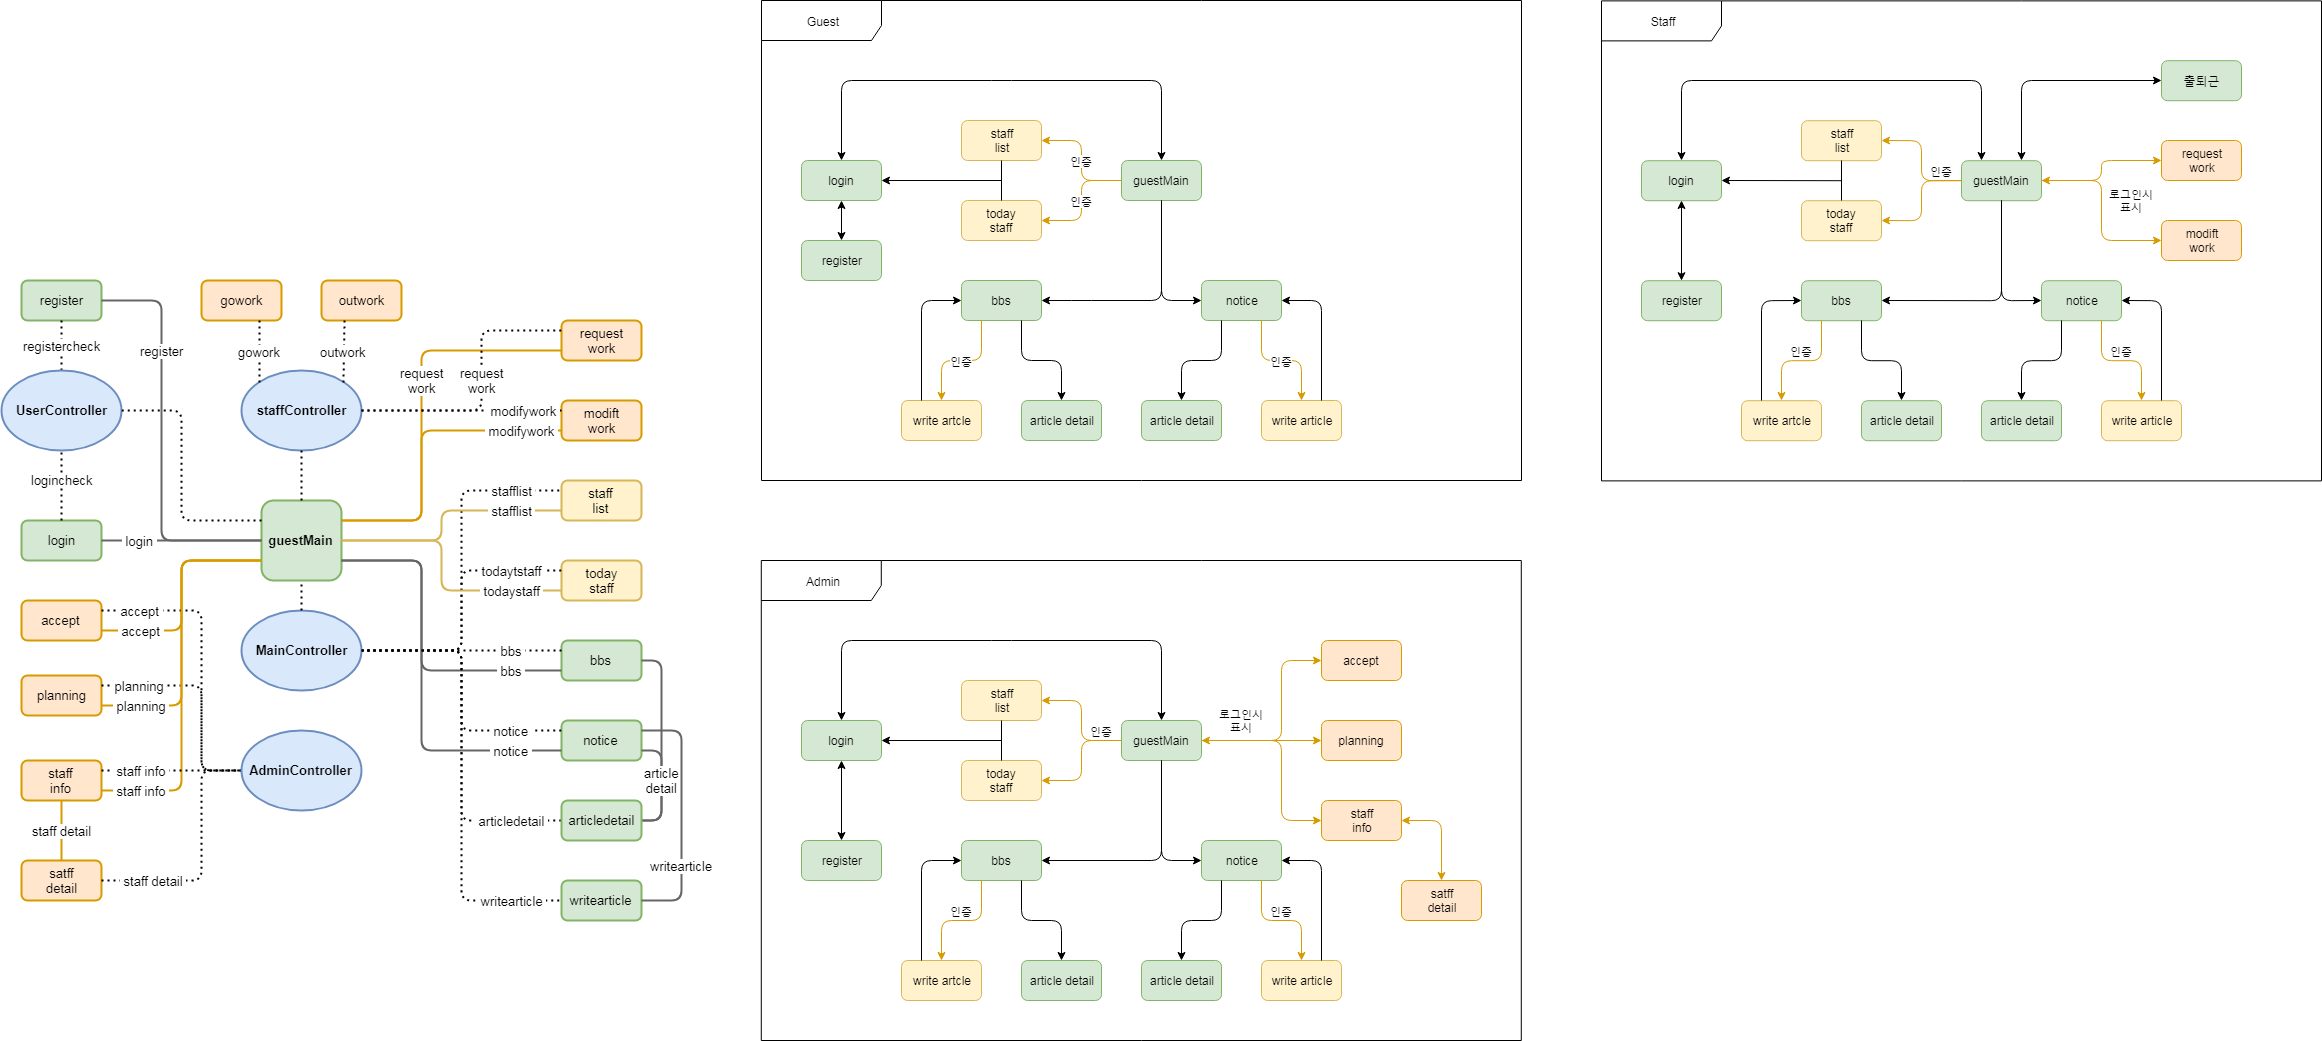 register
gowork
outwork
registercheck
register
gowork
outwork
request
work
request
work
request
work
UserController
staffController
modifywork
modifywork
modift
work
logincheck
stafflist
stafflist
staff
list
login
login
guestMain
todaytstaff
todaystaff
today
staff
accept
accept
accept
MainController
bbs
bbs
bbs
planning
planning
planning
notice
notice
notice
staff
info
staff info
staff info
AdminController
article
detail
articledetail
articledetail
staff detail
satff
detail
staff detail
writearticle
writearticle
writearticle
Guest
staff
list
인증
login
guestMain
인증
today
staff
register
bbs
notice
인증
인증
write artcle
article detail
article detail
write article
Staff
출퇴근
staff
list
request
work
login
인증
guestMain
로그인시
표시
today
staff
modift
work
register
bbs
notice
인증
인증
write artcle
article detail
article detail
write article
Admin
accept
staff
list
로그인시
표시
login
인증
guestMain
planning
today
staff
staff
info
register
bbs
notice
satff
detail
인증
인증
write artcle
article detail
article detail
write article